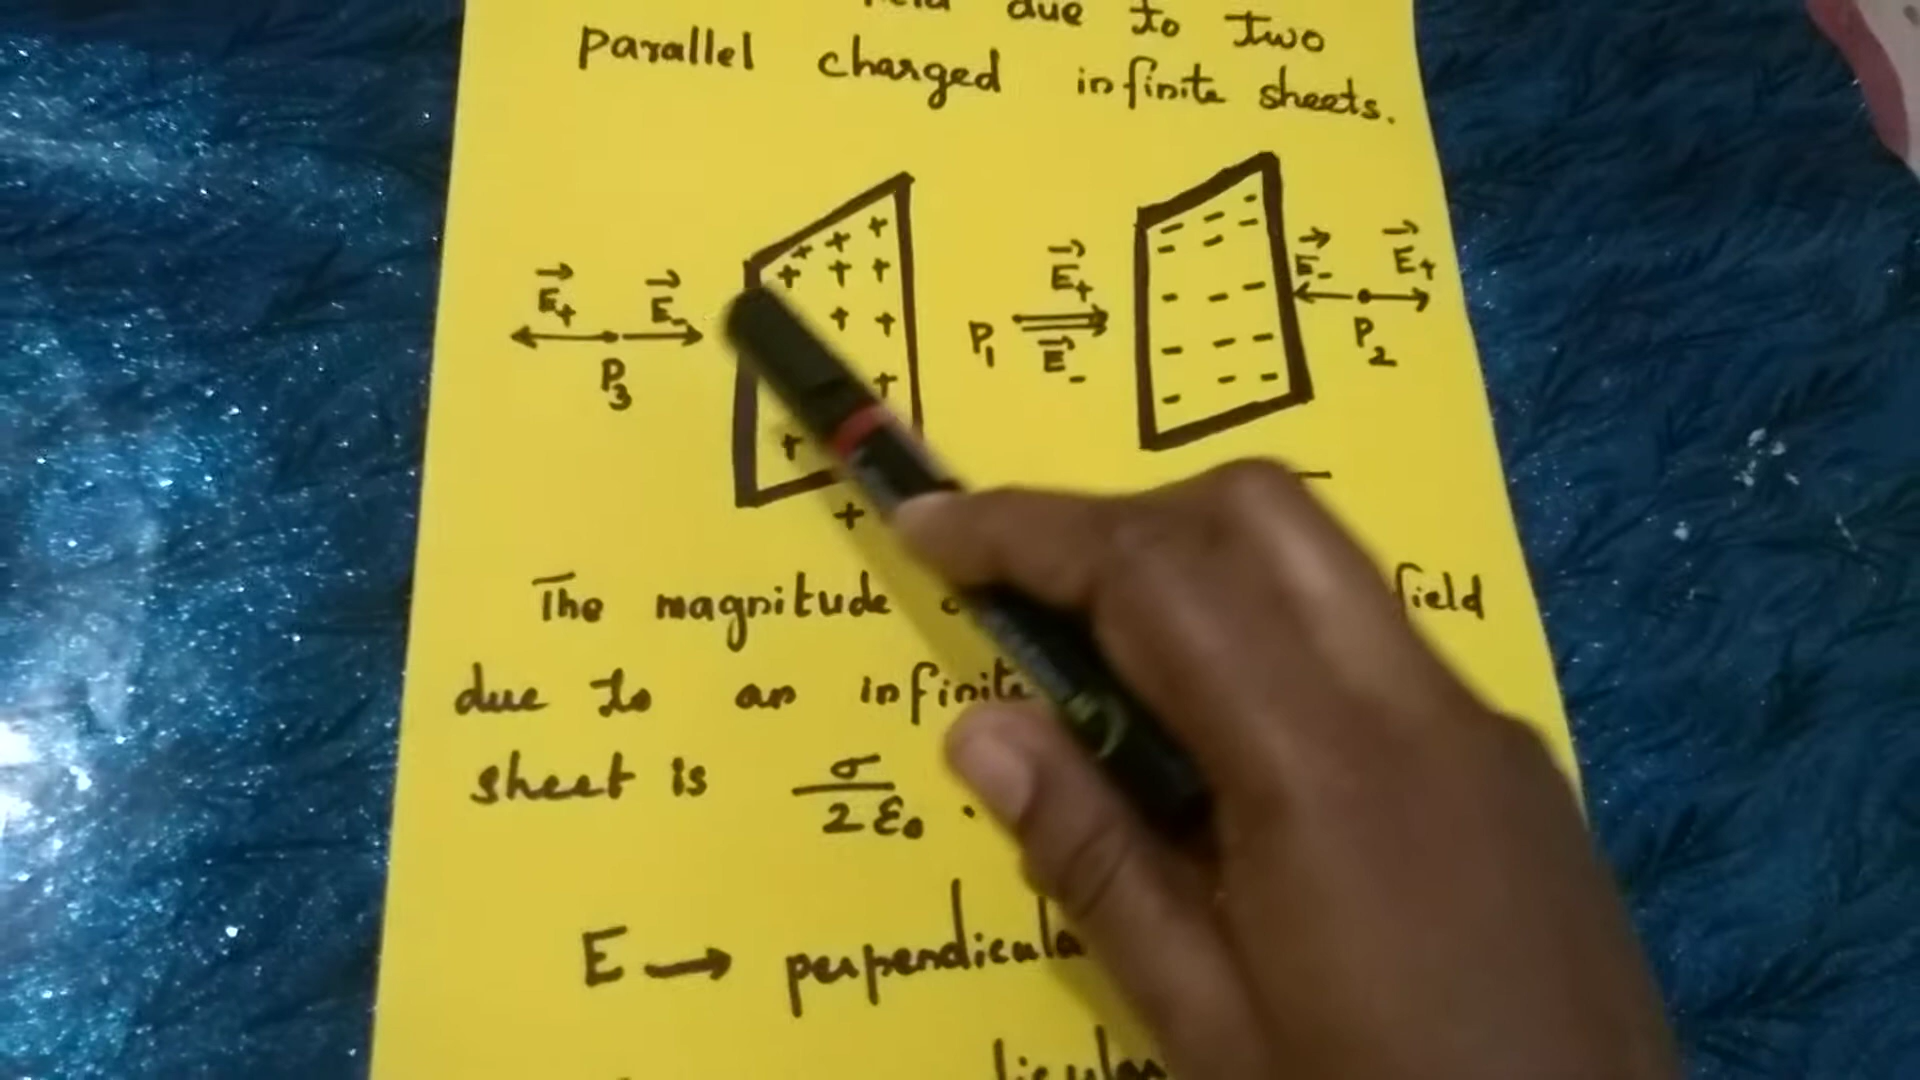 due to Two
parallel charged infinite sheets.
E₊ E₋ P₃
E₊ P₁ E₋
E₋ E₊ P₂
+ −
The magnitude field
due to an infinite
sheet is σ/2ε₀.
E → perpendicula